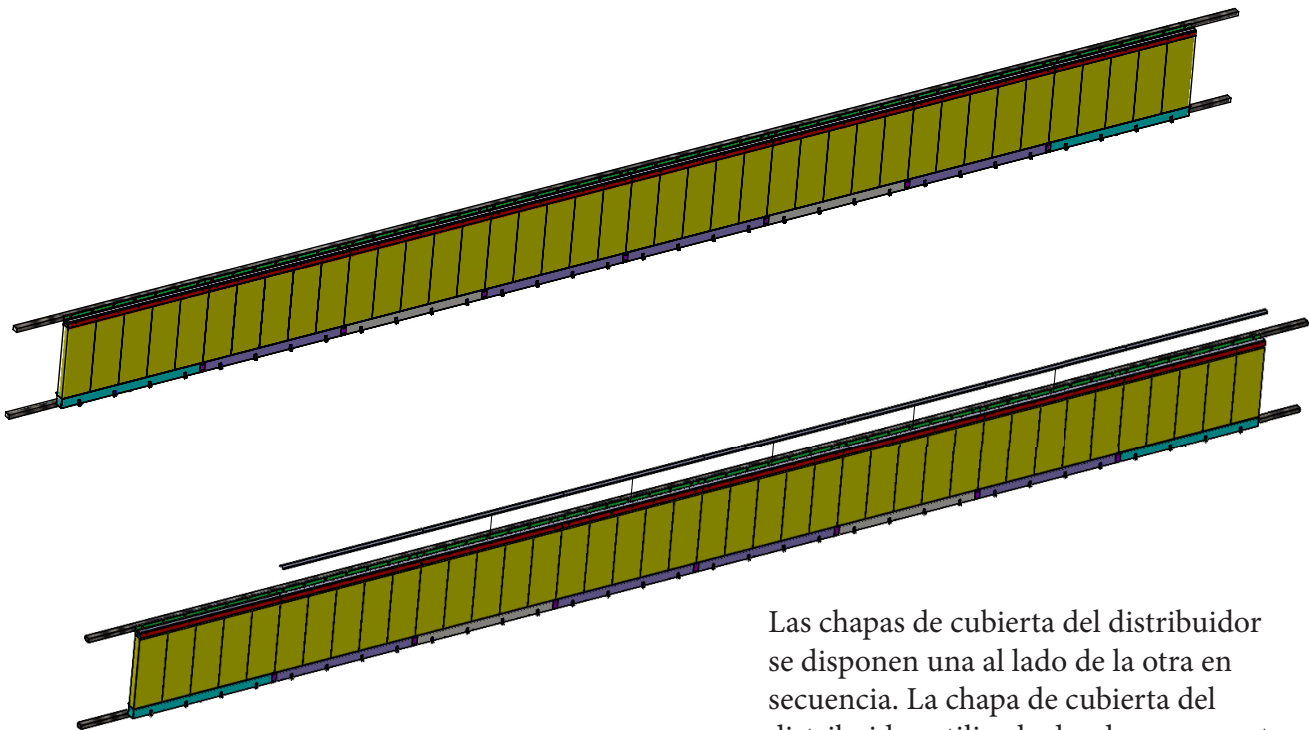 Las chapas de cubierta del distribuidor
se disponen una al lado de la otra en
secuencia. La chapa de cubierta del